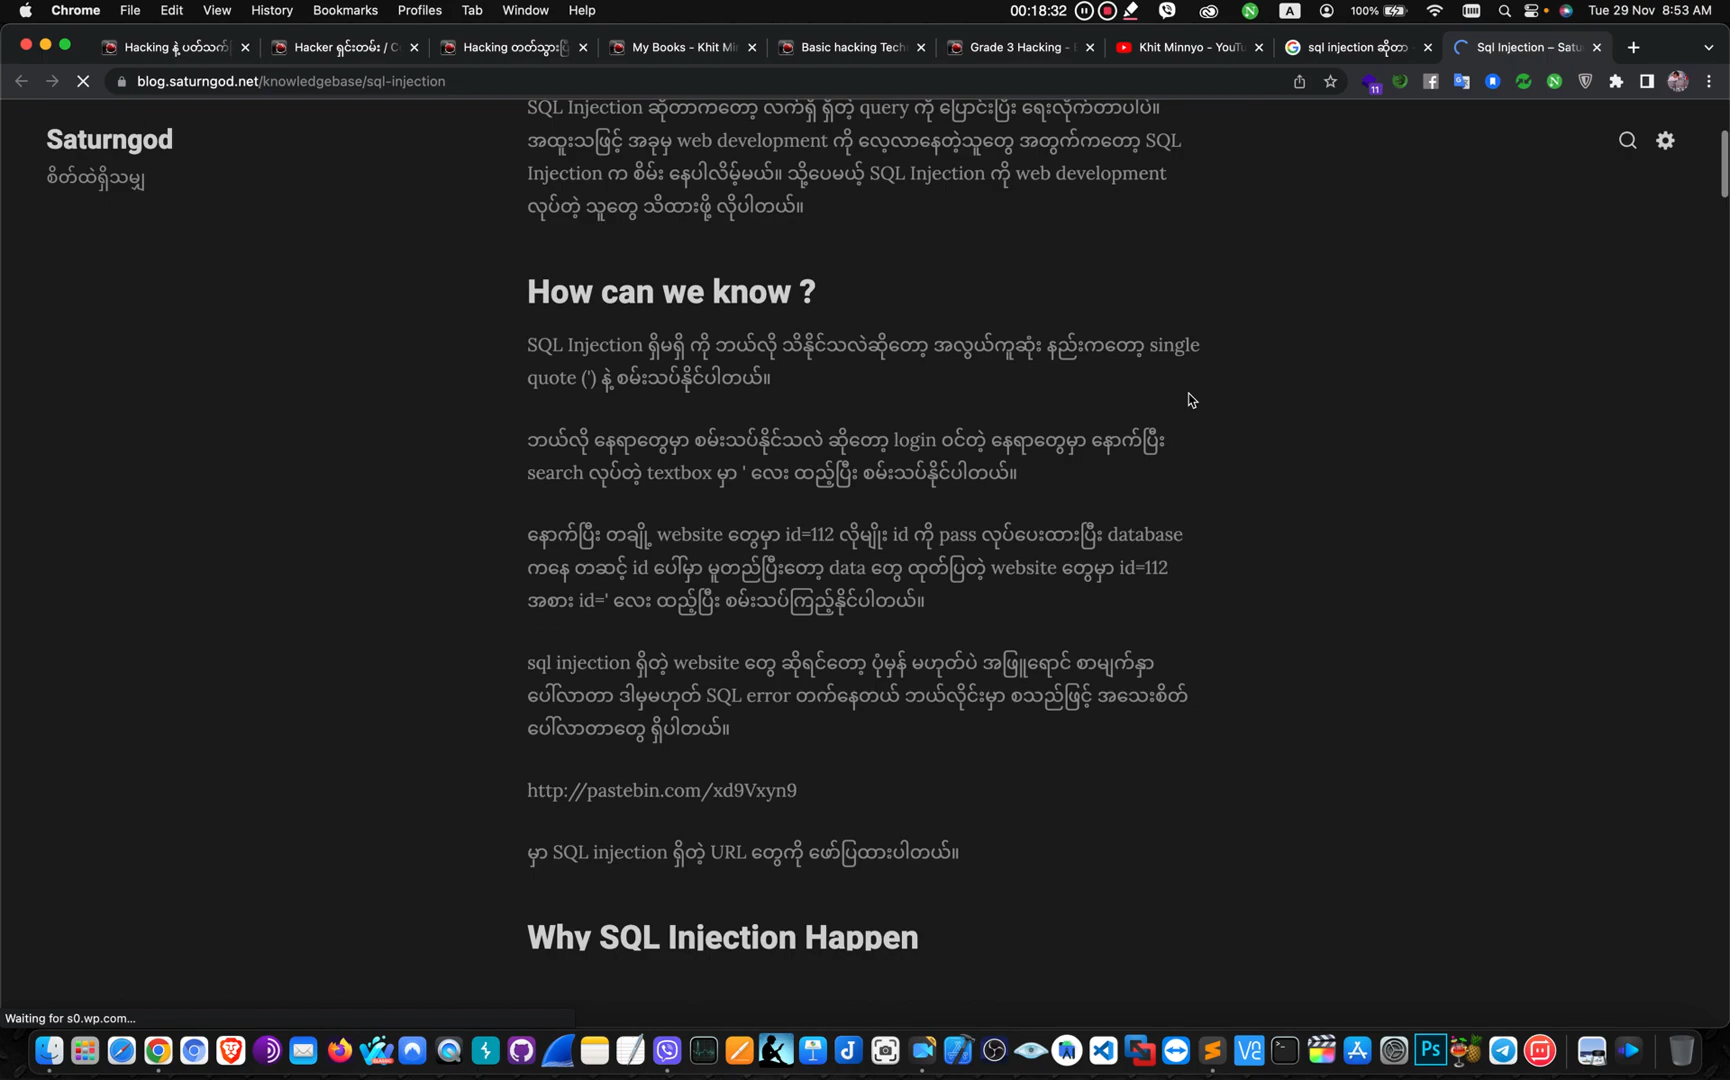 Chrome File Edit View History Bookmarks Profiles Tab Window Help 00:18:32 A 100% Tue 29 Nov 8:53 AM
Hacking နဲ့ ပတ်သက် Hacker ရှင်းတမ်း / C Hacking တတ်သွားပြ My Books - Khit Mi Basic hacking Tech Grade 3 Hacking - Khit Minnyo - YouTu sql injection ဆိုတာ Sql Injection – Satu
blog.saturngod.net/knowledgebase/sql-injection
11
Saturngod
စိတ်ထဲရှိသမျှ
SQL Injection ဆိုတာကတော့ လက်ရှိ ရှိတဲ့ query ကို ပြောင်းပြီး ရေးလိုက်တာပါပဲ။
အထူးသဖြင့် အခုမှ web development ကို လေ့လာနေတဲ့သူတွေ အတွက်ကတော့ SQL
Injection က စိမ်း နေပါလိမ့်မယ်။ သို့ပေမယ့် SQL Injection ကို web development
လုပ်တဲ့ သူတွေ သိထားဖို့ လိုပါတယ်။
How can we know ?
SQL Injection ရှိမရှိ ကို ဘယ်လို သိနိုင်သလဲဆိုတော့ အလွယ်ကူဆုံး နည်းကတော့ single
quote (') နဲ့ စမ်းသပ်နိုင်ပါတယ်။
ဘယ်လို နေရာတွေမှာ စမ်းသပ်နိုင်သလဲ ဆိုတော့ login ဝင်တဲ့ နေရာတွေမှာ နောက်ပြီး
search လုပ်တဲ့ textbox မှာ ' လေး ထည့်ပြီး စမ်းသပ်နိုင်ပါတယ်။
နောက်ပြီး တချို့ website တွေမှာ id=112 လိုမျိုး id ကို pass လုပ်ပေးထားပြီး database
ကနေ တဆင့် id ပေါ်မှာ မူတည်ပြီးတော့ data တွေ ထုတ်ပြတဲ့ website တွေမှာ id=112
အစား id=' လေး ထည့်ပြီး စမ်းသပ်ကြည့်နိုင်ပါတယ်။
sql injection ရှိတဲ့ website တွေ ဆိုရင်တော့ ပုံမှန် မဟုတ်ပဲ အဖြူရောင် စာမျက်နှာ
ပေါ်လာတာ ဒါမှမဟုတ် SQL error တက်နေတယ် ဘယ်လိုင်းမှာ စသည်ဖြင့် အသေးစိတ်
ပေါ်လာတာတွေ ရှိပါတယ်။
http://pastebin.com/xd9Vxyn9
မှာ SQL injection ရှိတဲ့ URL တွေကို ဖော်ပြထားပါတယ်။
Why SQL Injection Happen
Waiting for s0.wp.com...